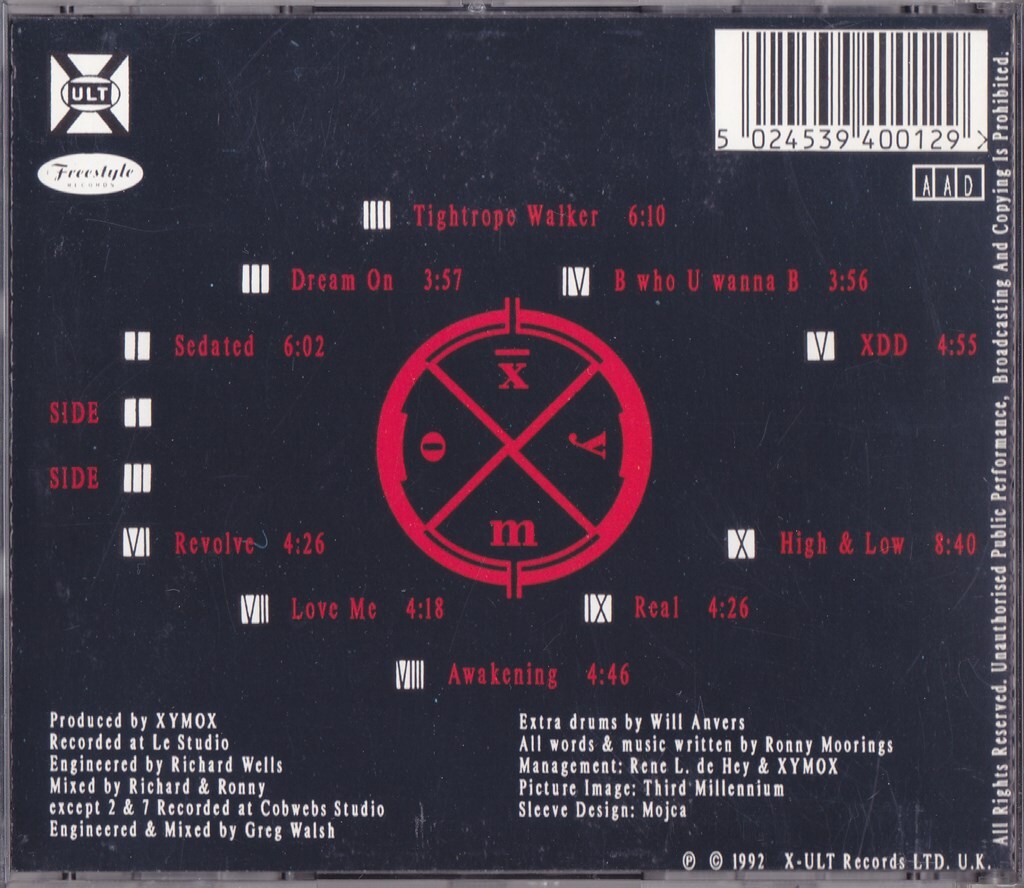 ULT
5 024539 400129 >
Freestyle
RECORDS
AAD
III Tightrope Walker 6:10
II Dream On 3:57
IV B who U wanna B 3:56
I Sedated 6:02
V XDD 4:55
SIDE I
SIDE II
x
o
y
m
VI Revolve 4:26
X High & Low 8:40
VII Love Me 4:18
IX Real 4:26
VIII Awakening 4:46
Produced by XYMOX
Recorded at Le Studio
Engineered by Richard Wells
Mixed by Richard & Ronny
except 2 & 7 Recorded at Cobwebs Studio
Engineered & Mixed by Greg Walsh
Extra drums by Will Anvers
All words & music written by Ronny Moorings
Management: Rene L. de Hey & XYMOX
Picture Image: Third Millennium
Sleeve Design: Mojca
℗ © 1992 X-ULT Records LTD. U.K.
All Rights Reserved. Unauthorised Public Performance, Broadcasting And Copying Is Prohibited.